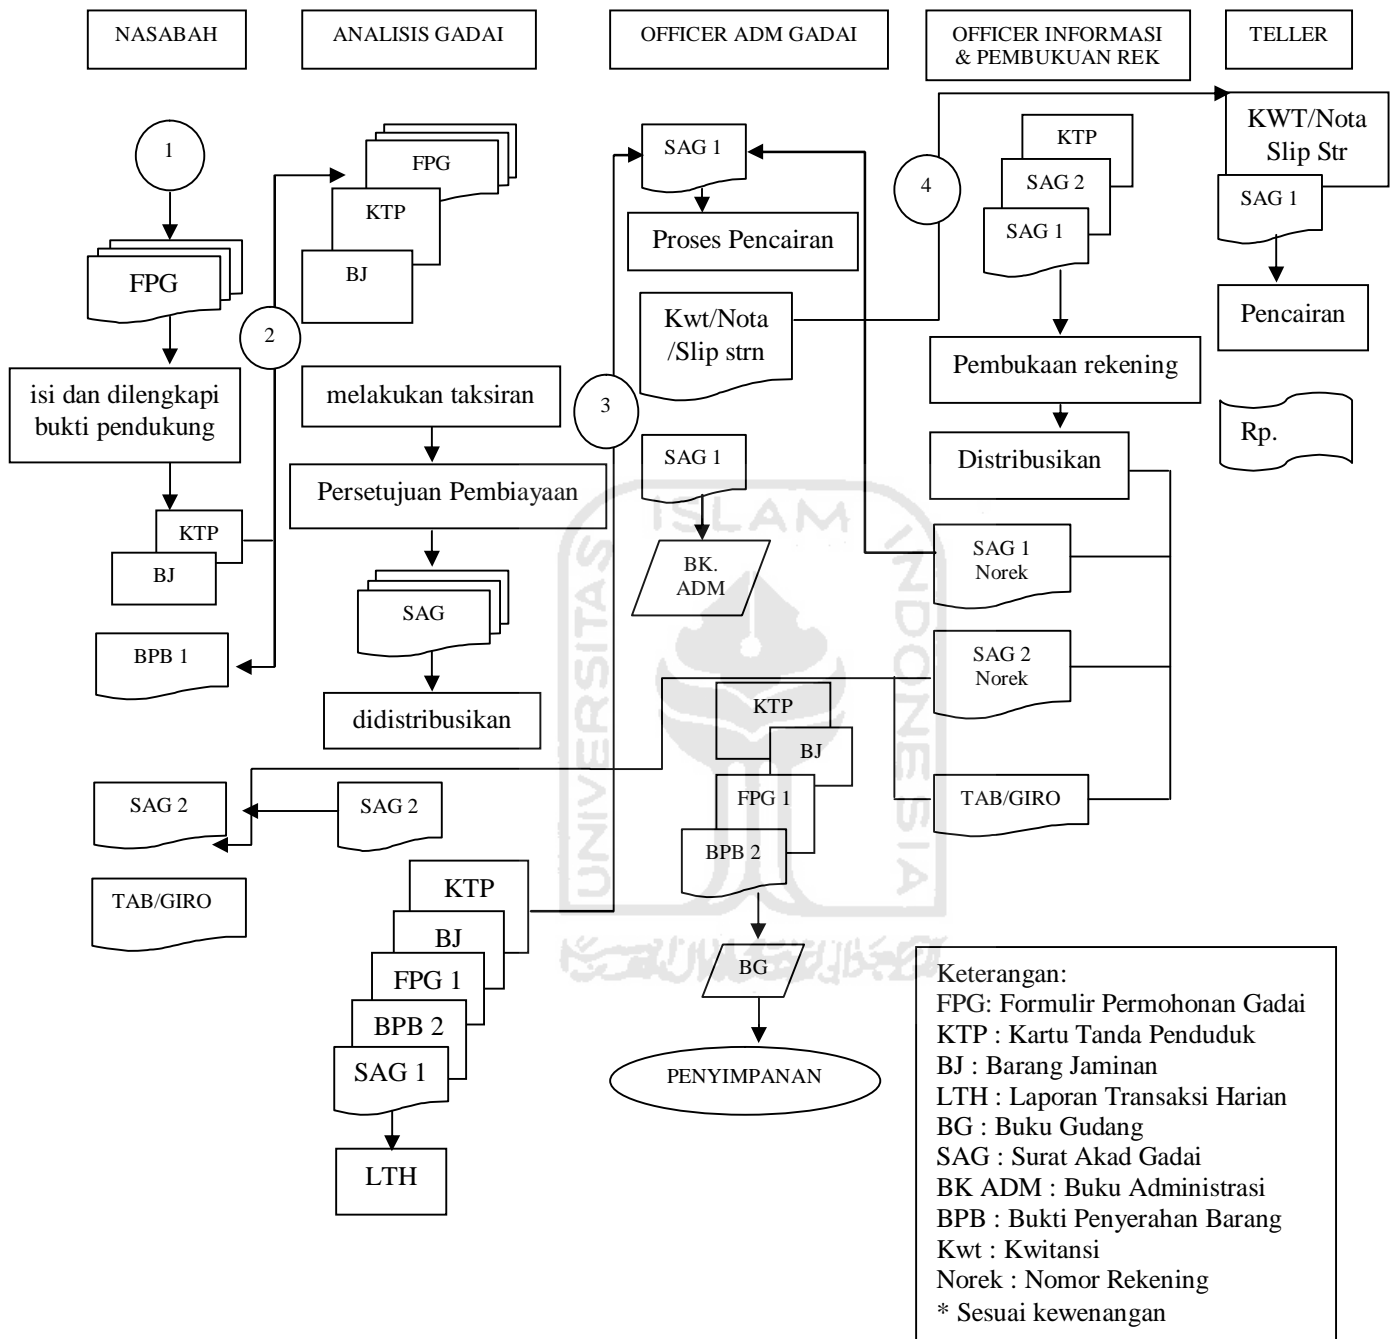 NASABAH
ANALISIS GADAI
OFFICER ADM GADAI
OFFICER INFORMASI
& PEMBUKUAN REK
TELLER
1
FPG
isi dan dilengkapi
bukti pendukung
KTP
BJ
BPB 1
SAG 2
TAB/GIRO
2
FPG
KTP
BJ
melakukan taksiran
Persetujuan Pembiayaan
SAG
didistribusikan
SAG 2
KTP
BJ
FPG 1
BPB 2
SAG 1
LTH
3
SAG 1
Proses Pencairan
Kwt/Nota
/Slip strn
SAG 1
BK.
ADM
KTP
BJ
FPG 1
BPB 2
BG
PENYIMPANAN
4
KTP
SAG 2
SAG 1
Pembukaan rekening
Distribusikan
SAG 1
Norek
SAG 2
Norek
TAB/GIRO
KWT/Nota
Slip Str
SAG 1
Pencairan
Rp.
ISLAM
UNIVERSITAS
INDONESIA
Keterangan:
FPG: Formulir Permohonan Gadai
KTP : Kartu Tanda Penduduk
BJ : Barang Jaminan
LTH : Laporan Transaksi Harian
BG : Buku Gudang
SAG : Surat Akad Gadai
BK ADM : Buku Administrasi
BPB : Bukti Penyerahan Barang
Kwt : Kwitansi
Norek : Nomor Rekening
* Sesuai kewenangan